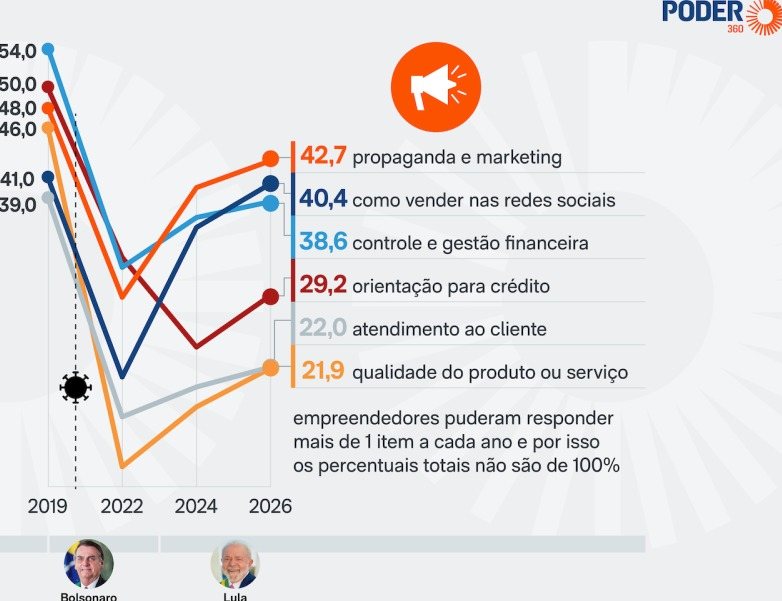 PODER
360
54,0
50,0
48,0
46,0
41,0
39,0
42,7 propaganda e marketing
40,4 como vender nas redes sociais
38,6 controle e gestão financeira
29,2 orientação para crédito
22,0 atendimento ao cliente
21,9 qualidade do produto ou serviço
empreendedores puderam responder
mais de 1 item a cada ano e por isso
os percentuais totais não são de 100%
2019 2022 2024 2026
Bolsonaro Lula